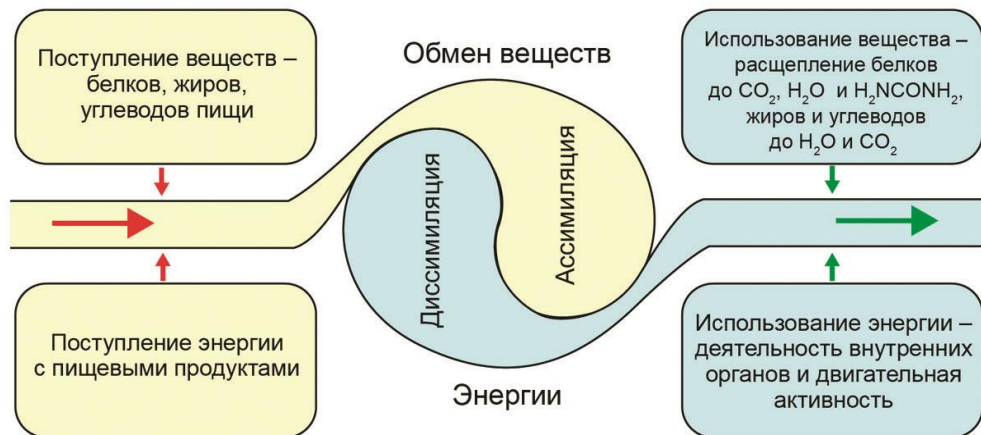 Поступление веществ –
белков, жиров,
углеводов пищи
Обмен веществ
Использование вещества –
расщепление белков
до CO₂, H₂O и H₂NCONH₂,
жиров и углеводов
до H₂O и CO₂
Диссимиляция
Ассимиляция
Поступление энергии
с пищевыми продуктами
Энергии
Использование энергии –
деятельность внутренних
органов и двигательная
активность